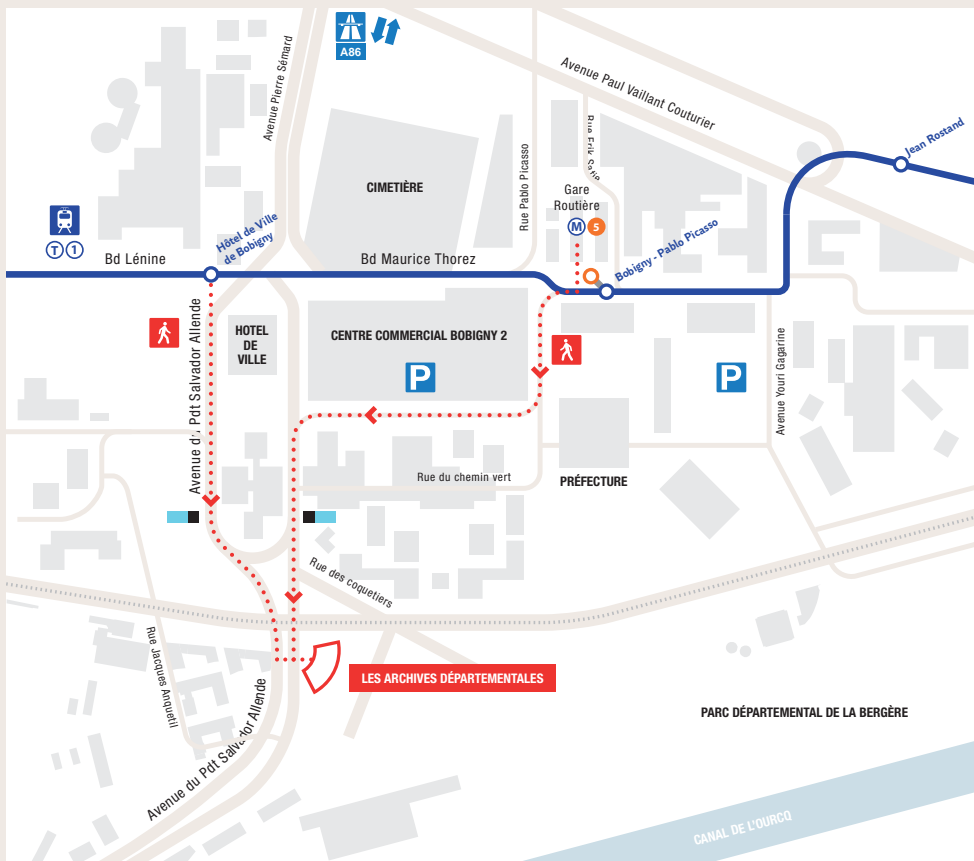 A86
Avenue Pierre Sémard
Avenue Paul Vaillant Couturier
Jean Rostand
Rue Erik Satie
Rue Pablo Picasso
CIMETIÈRE
Gare
Routière
M 5
T 1
Hôtel de Ville
de Bobigny
Bobigny - Pablo Picasso
Bd Lénine
Bd Maurice Thorez
Avenue du Pdt Salvador Allende
HOTEL
DE
VILLE
CENTRE COMMERCIAL BOBIGNY 2
P
P
Avenue Youri Gagarine
Rue du chemin vert
PRÉFECTURE
Rue des coquetiers
Rue Jacques Anquetil
LES ARCHIVES DÉPARTEMENTALES
Avenue du Pdt Salvador Allende
PARC DÉPARTEMENTAL DE LA BERGÈRE
CANAL DE L'OURCQ